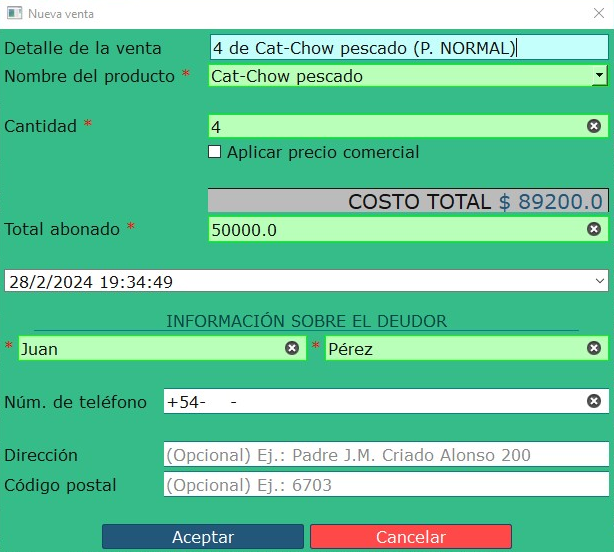 Nueva venta
Detalle de la venta 4 de Cat-Chow pescado (P. NORMAL)
Nombre del producto * Cat-Chow pescado
Cantidad * 4
Aplicar precio comercial
COSTO TOTAL $ 89200.0
Total abonado * 50000.0
28/2/2024 19:34:49
INFORMACIÓN SOBRE EL DEUDOR
* Juan * Pérez
Núm. de teléfono +54- -
Dirección (Opcional) Ej.: Padre J.M. Criado Alonso 200
Código postal (Opcional) Ej.: 6703
Aceptar Cancelar